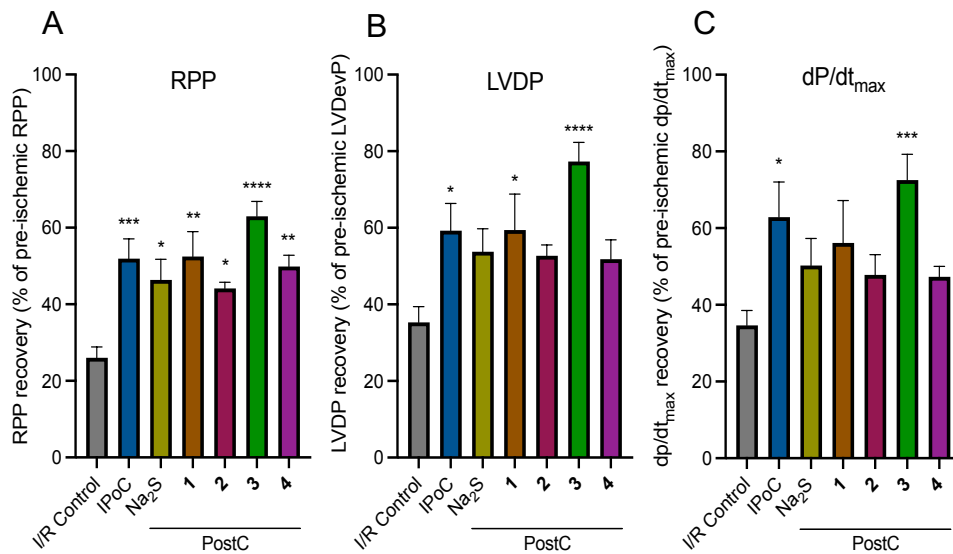 A
RPP
RPP recovery (% of pre-ischemic RPP)
100
80
60
40
20
0
***
*
**
*
****
**
I/R Control
IPoC
Na₂S
1
2
3
4
PostC
B
LVDP
LVDP recovery (% of pre-ischemic LVDevP)
100
80
60
40
20
0
*
*
****
I/R Control
IPoC
Na₂S
1
2
3
4
PostC
C
dP/dtmax
dp/dtmax recovery (% of pre-ischemic dp/dtmax)
100
80
60
40
20
0
*
***
I/R Control
IPoC
Na₂S
1
2
3
4
PostC